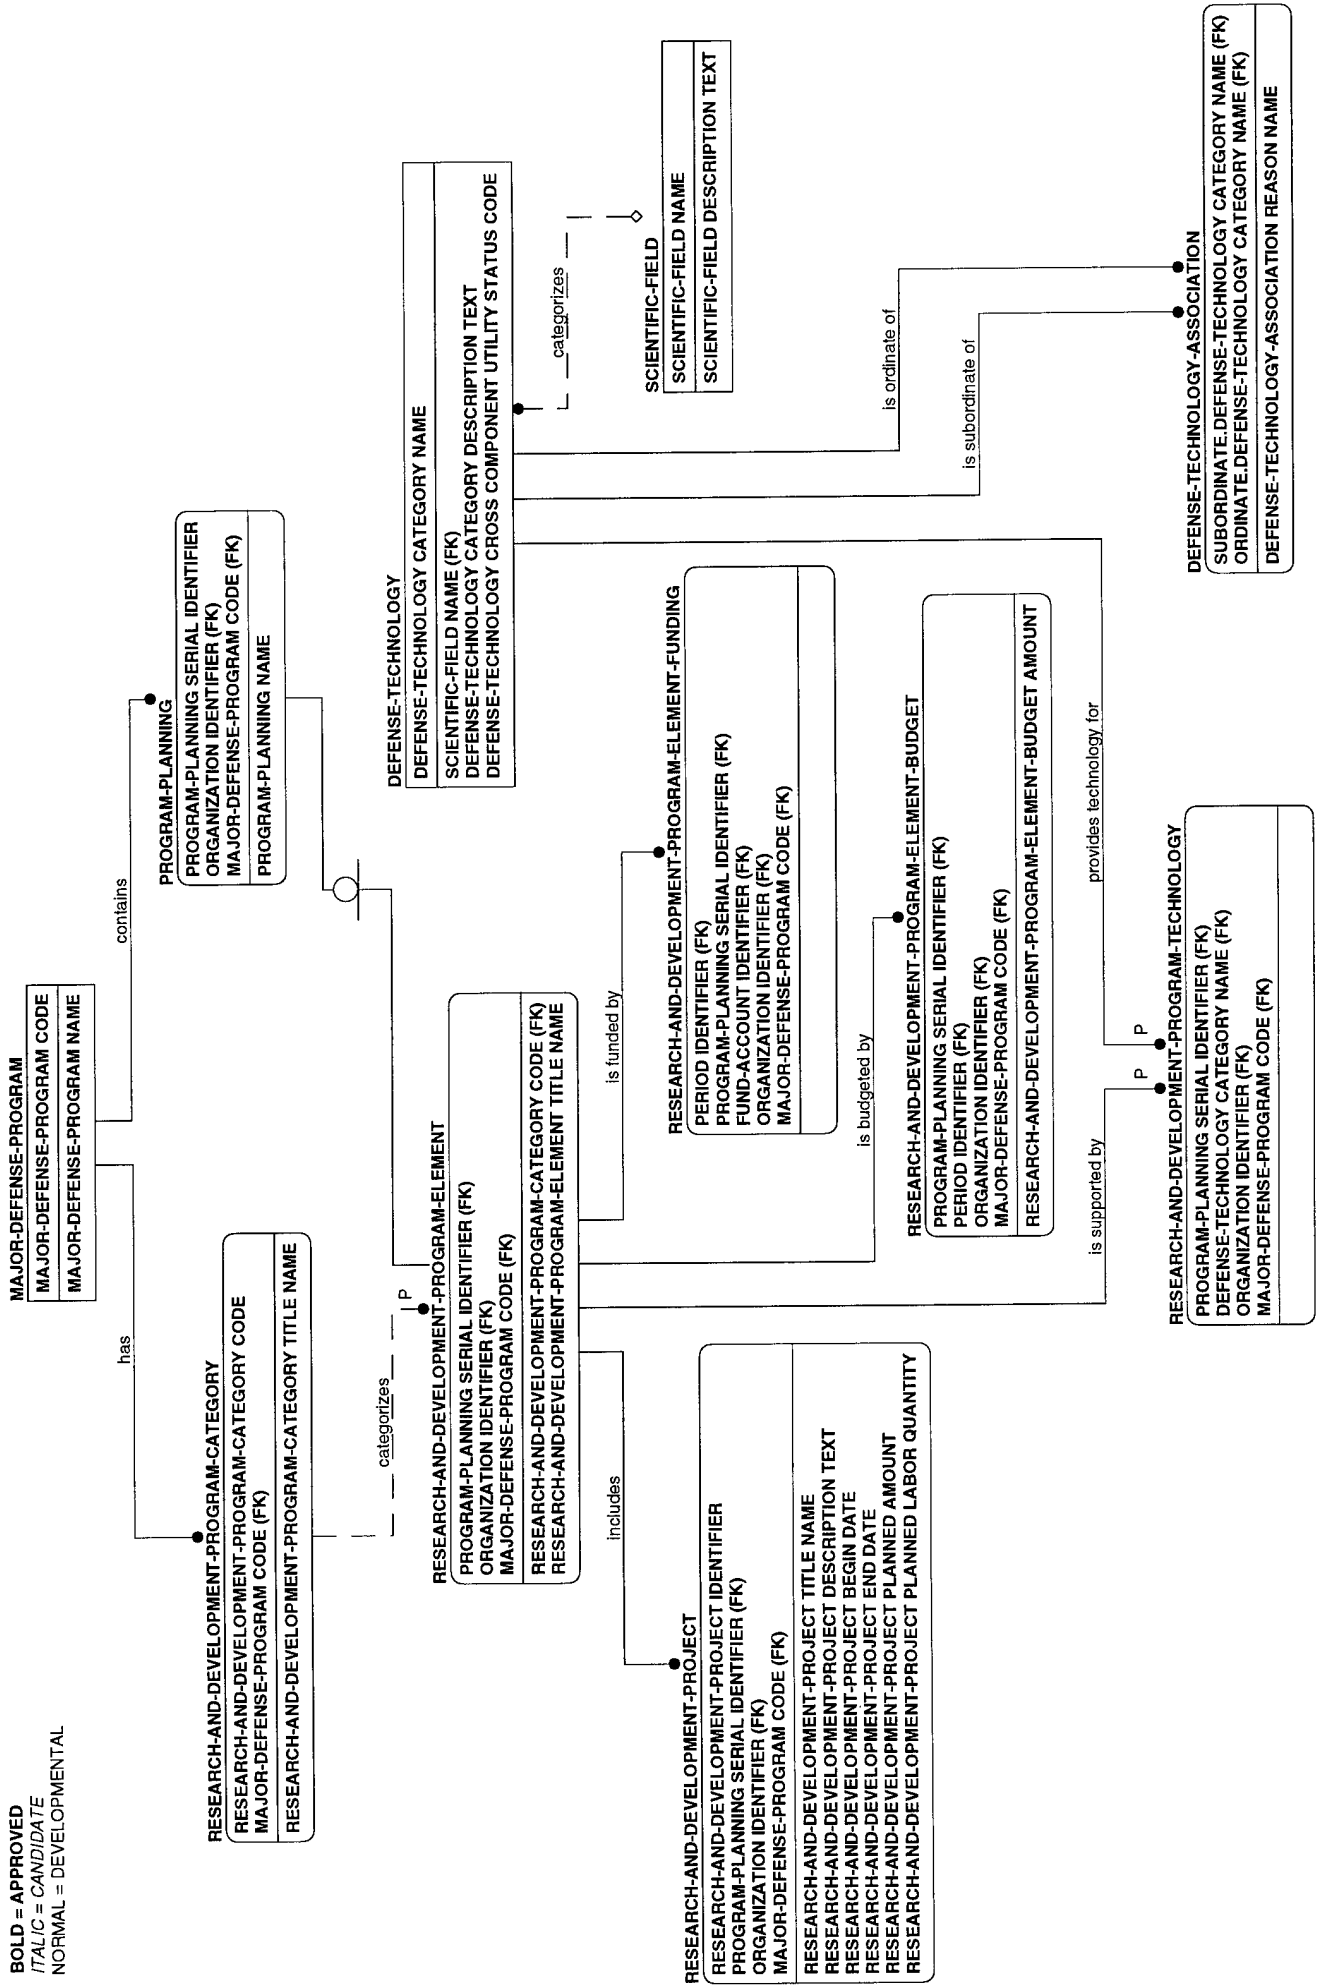 BOLD = APPROVED
ITALIC = CANDIDATE
NORMAL = DEVELOPMENTAL
MAJOR-DEFENSE-PROGRAM
MAJOR-DEFENSE-PROGRAM CODE
MAJOR-DEFENSE-PROGRAM NAME
has
contains
RESEARCH-AND-DEVELOPMENT-PROGRAM-CATEGORY
RESEARCH-AND-DEVELOPMENT-PROGRAM-CATEGORY CODE
MAJOR-DEFENSE-PROGRAM CODE (FK)
RESEARCH-AND-DEVELOPMENT-PROGRAM-CATEGORY TITLE NAME
PROGRAM-PLANNING
PROGRAM-PLANNING SERIAL IDENTIFIER
ORGANIZATION IDENTIFIER (FK)
MAJOR-DEFENSE-PROGRAM CODE (FK)
PROGRAM-PLANNING NAME
categorizes
P
RESEARCH-AND-DEVELOPMENT-PROGRAM-ELEMENT
PROGRAM-PLANNING SERIAL IDENTIFIER (FK)
ORGANIZATION IDENTIFIER (FK)
MAJOR-DEFENSE-PROGRAM CODE (FK)
RESEARCH-AND-DEVELOPMENT-PROGRAM-CATEGORY CODE (FK)
RESEARCH-AND-DEVELOPMENT-PROGRAM-ELEMENT TITLE NAME
DEFENSE-TECHNOLOGY
DEFENSE-TECHNOLOGY CATEGORY NAME
SCIENTIFIC-FIELD NAME (FK)
DEFENSE-TECHNOLOGY CATEGORY DESCRIPTION TEXT
DEFENSE-TECHNOLOGY CROSS COMPONENT UTILITY STATUS CODE
categorizes
SCIENTIFIC-FIELD
SCIENTIFIC-FIELD NAME
SCIENTIFIC-FIELD DESCRIPTION TEXT
includes
is funded by
RESEARCH-AND-DEVELOPMENT-PROJECT
RESEARCH-AND-DEVELOPMENT-PROJECT IDENTIFIER
PROGRAM-PLANNING SERIAL IDENTIFIER (FK)
ORGANIZATION IDENTIFIER (FK)
MAJOR-DEFENSE-PROGRAM CODE (FK)
RESEARCH-AND-DEVELOPMENT-PROJECT TITLE NAME
RESEARCH-AND-DEVELOPMENT-PROJECT DESCRIPTION TEXT
RESEARCH-AND-DEVELOPMENT-PROJECT BEGIN DATE
RESEARCH-AND-DEVELOPMENT-PROJECT END DATE
RESEARCH-AND-DEVELOPMENT-PROJECT PLANNED AMOUNT
RESEARCH-AND-DEVELOPMENT-PROJECT PLANNED LABOR QUANTITY
RESEARCH-AND-DEVELOPMENT-PROGRAM-ELEMENT-FUNDING
PERIOD IDENTIFIER (FK)
PROGRAM-PLANNING SERIAL IDENTIFIER (FK)
FUND-ACCOUNT IDENTIFIER (FK)
ORGANIZATION IDENTIFIER (FK)
MAJOR-DEFENSE-PROGRAM CODE (FK)
is budgeted by
RESEARCH-AND-DEVELOPMENT-PROGRAM-ELEMENT-BUDGET
PROGRAM-PLANNING SERIAL IDENTIFIER (FK)
PERIOD IDENTIFIER (FK)
ORGANIZATION IDENTIFIER (FK)
MAJOR-DEFENSE-PROGRAM CODE (FK)
RESEARCH-AND-DEVELOPMENT-PROGRAM-ELEMENT-BUDGET AMOUNT
is ordinate of
is subordinate of
is supported by
provides technology for
P
P
RESEARCH-AND-DEVELOPMENT-PROGRAM-TECHNOLOGY
PROGRAM-PLANNING SERIAL IDENTIFIER (FK)
DEFENSE-TECHNOLOGY CATEGORY NAME (FK)
ORGANIZATION IDENTIFIER (FK)
MAJOR-DEFENSE-PROGRAM CODE (FK)
DEFENSE-TECHNOLOGY-ASSOCIATION
SUBORDINATE.DEFENSE-TECHNOLOGY CATEGORY NAME (FK)
ORDINATE.DEFENSE-TECHNOLOGY CATEGORY NAME (FK)
DEFENSE-TECHNOLOGY-ASSOCIATION REASON NAME